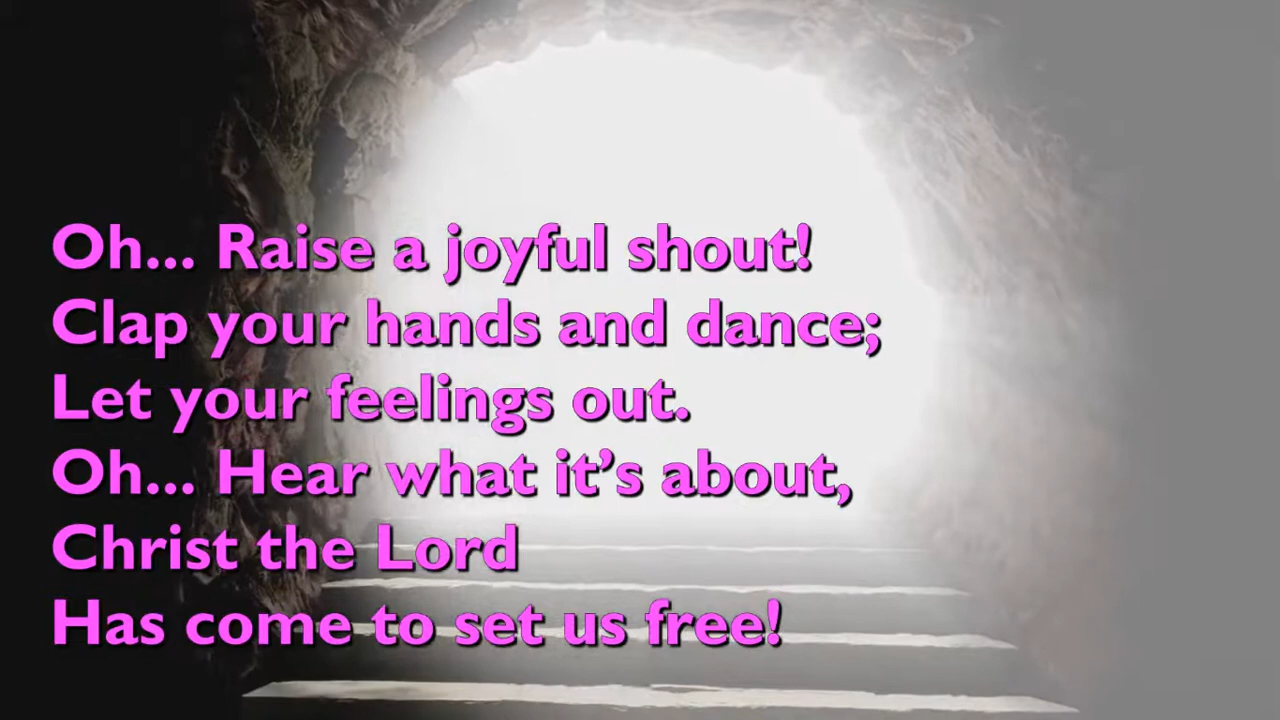 Oh... Raise a joyful shout!
Clap your hands and dance;
Let your feelings out.
Oh... Hear what it’s about,
Christ the Lord
Has come to set us free!